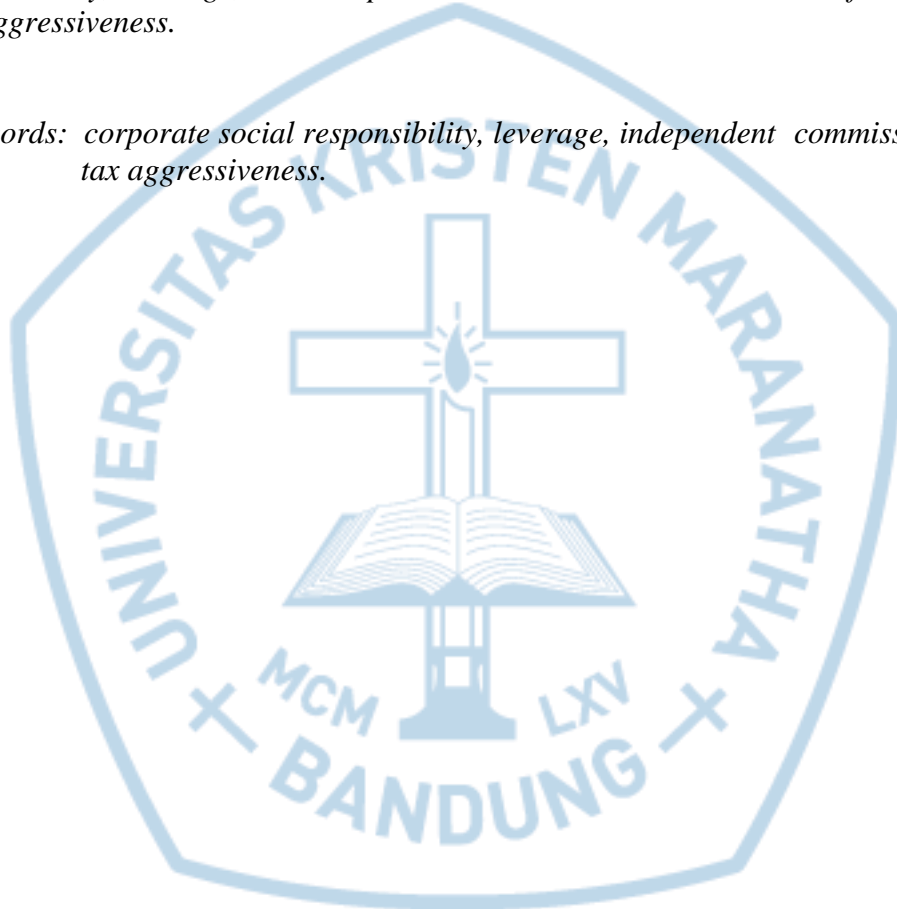 ggressiveness.
ords: corporate social responsibility, leverage, independent commiss
tax aggressiveness.
UNIVERSITAS KRISTEN MARANATHA
MCM LXV
BANDUNG